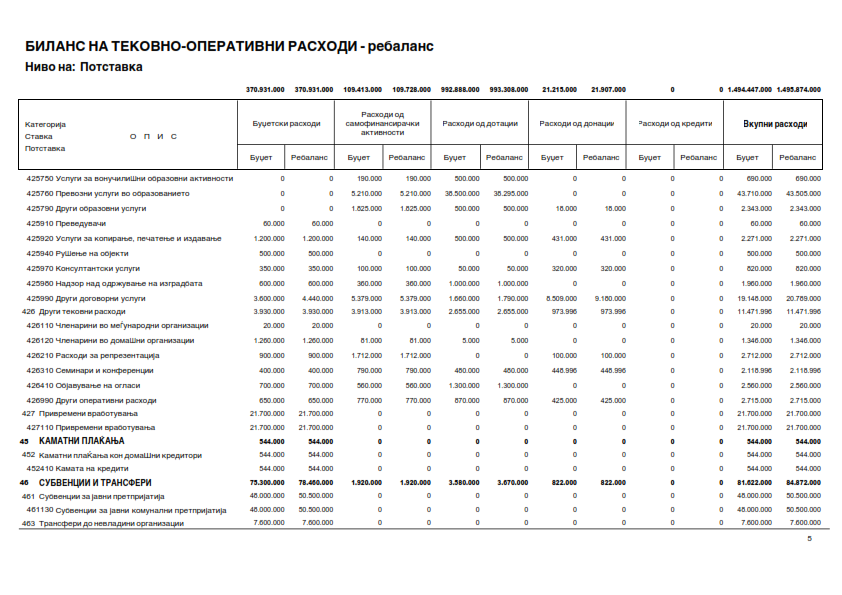 БИЛАНС НА ТЕКОВНО-ОПЕРАТИВНИ РАСХОДИ - ребаланс
Ниво на: Потставка
370.931.000 370.931.000 109.413.000 109.728.000 992.888.000 993.308.000 21.215.000 21.907.000 0 0 1.494.447.000 1.495.874.000
Категорија
Ставка О П И С
Потставка
Буџетски расходи Расходи од самофинансирачки активности Расходи од дотации Расходи од донации Расходи од кредити Вкупни расходи
Буџет Ребаланс Буџет Ребаланс Буџет Ребаланс Буџет Ребаланс Буџет Ребаланс Буџет Ребаланс
425750 Услуги за вонучилиШни образовни активности 0 0 190.000 190.000 500.000 500.000 0 0 0 0 690.000 690.000
425760 Превозни услуги во образованието 0 0 5.210.000 5.210.000 38.500.000 38.295.000 0 0 0 0 43.710.000 43.505.000
425790 Други образовни услуги 0 0 1.825.000 1.825.000 500.000 500.000 18.000 18.000 0 0 2.343.000 2.343.000
425910 Преведувачи 60.000 60.000 0 0 0 0 0 0 0 0 60.000 60.000
425920 Услуги за копирање, печатење и издавање 1.200.000 1.200.000 140.000 140.000 500.000 500.000 431.000 431.000 0 0 2.271.000 2.271.000
425940 РуШење на објекти 500.000 500.000 0 0 0 0 0 0 0 0 500.000 500.000
425970 Консултантски услуги 350.000 350.000 100.000 100.000 50.000 50.000 320.000 320.000 0 0 820.000 820.000
425980 Надзор над одржување на изградбата 600.000 600.000 360.000 360.000 1.000.000 1.000.000 0 0 0 0 1.960.000 1.960.000
425990 Други договорни услуги 3.600.000 4.440.000 5.379.000 5.379.000 1.660.000 1.790.000 8.509.000 9.180.000 0 0 19.148.000 20.789.000
426 Други тековни расходи 3.930.000 3.930.000 3.913.000 3.913.000 2.655.000 2.655.000 973.996 973.996 0 0 11.471.996 11.471.996
426110 Членарини во меѓународни организации 20.000 20.000 0 0 0 0 0 0 0 0 20.000 20.000
426120 Членарини во домаШни организации 1.260.000 1.260.000 81.000 81.000 5.000 5.000 0 0 0 0 1.346.000 1.346.000
426210 Расходи за репрезентација 900.000 900.000 1.712.000 1.712.000 0 0 100.000 100.000 0 0 2.712.000 2.712.000
426310 Семинари и конференции 400.000 400.000 790.000 790.000 480.000 480.000 448.996 448.996 0 0 2.118.996 2.118.996
426410 Објавување на огласи 700.000 700.000 560.000 560.000 1.300.000 1.300.000 0 0 0 0 2.560.000 2.560.000
426990 Други оперативни расходи 650.000 650.000 770.000 770.000 870.000 870.000 425.000 425.000 0 0 2.715.000 2.715.000
427 Привремени вработувања 21.700.000 21.700.000 0 0 0 0 0 0 0 0 21.700.000 21.700.000
427110 Привремени вработувања 21.700.000 21.700.000 0 0 0 0 0 0 0 0 21.700.000 21.700.000
45 КАМАТНИ ПЛАЌАЊА 544.000 544.000 0 0 0 0 0 0 0 0 544.000 544.000
452 Каматни плаЌања кон домаШни кредитори 544.000 544.000 0 0 0 0 0 0 0 0 544.000 544.000
452410 Камата на кредити 544.000 544.000 0 0 0 0 0 0 0 0 544.000 544.000
46 СУБВЕНЦИИ И ТРАНСФЕРИ 75.300.000 78.460.000 1.920.000 1.920.000 3.580.000 3.670.000 822.000 822.000 0 0 81.622.000 84.872.000
461 Субвенции за јавни претпријатија 48.000.000 50.500.000 0 0 0 0 0 0 0 0 48.000.000 50.500.000
461130 Субвенции за јавни комунални претпријатија 48.000.000 50.500.000 0 0 0 0 0 0 0 0 48.000.000 50.500.000
463 Трансфери до невладини организации 7.600.000 7.600.000 0 0 0 0 0 0 0 0 7.600.000 7.600.000
5